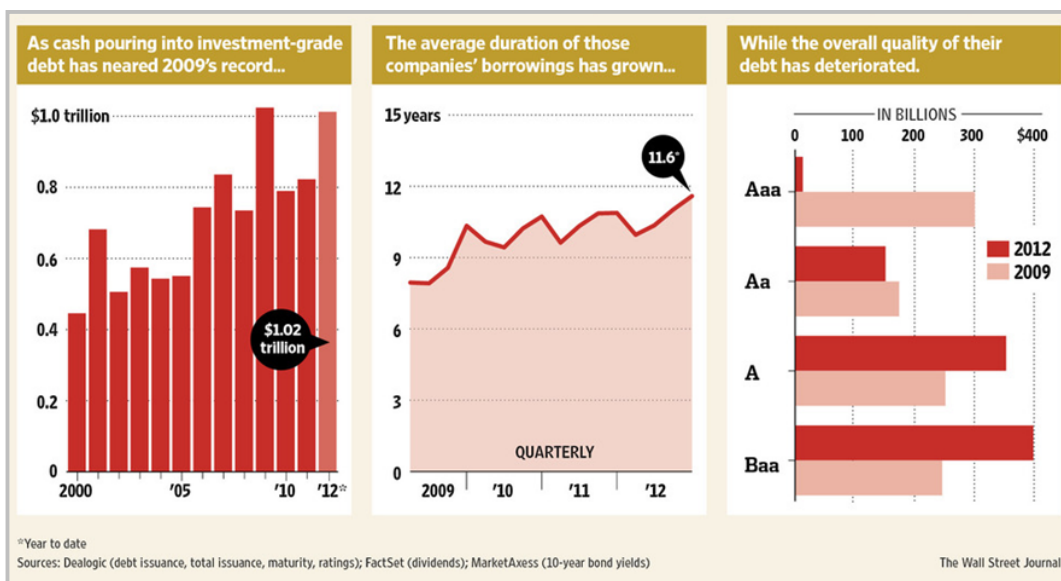 As cash pouring into investment-grade
debt has neared 2009's record...
$1.0 trillion
0.8
0.6
0.4
0.2
0
$1.02
trillion
2000
'05
'10
'12*
The average duration of those
companies' borrowings has grown...
15 years
12
9
6
3
0
11.6*
QUARTERLY
2009
'10
'11
'12
While the overall quality of their
debt has deteriorated.
IN BILLIONS
0 100 200 300 $400
Aaa
Aa
A
Baa
2012
2009
*Year to date
Sources: Dealogic (debt issuance, total issuance, maturity, ratings); FactSet (dividends); MarketAxess (10-year bond yields)
The Wall Street Journal